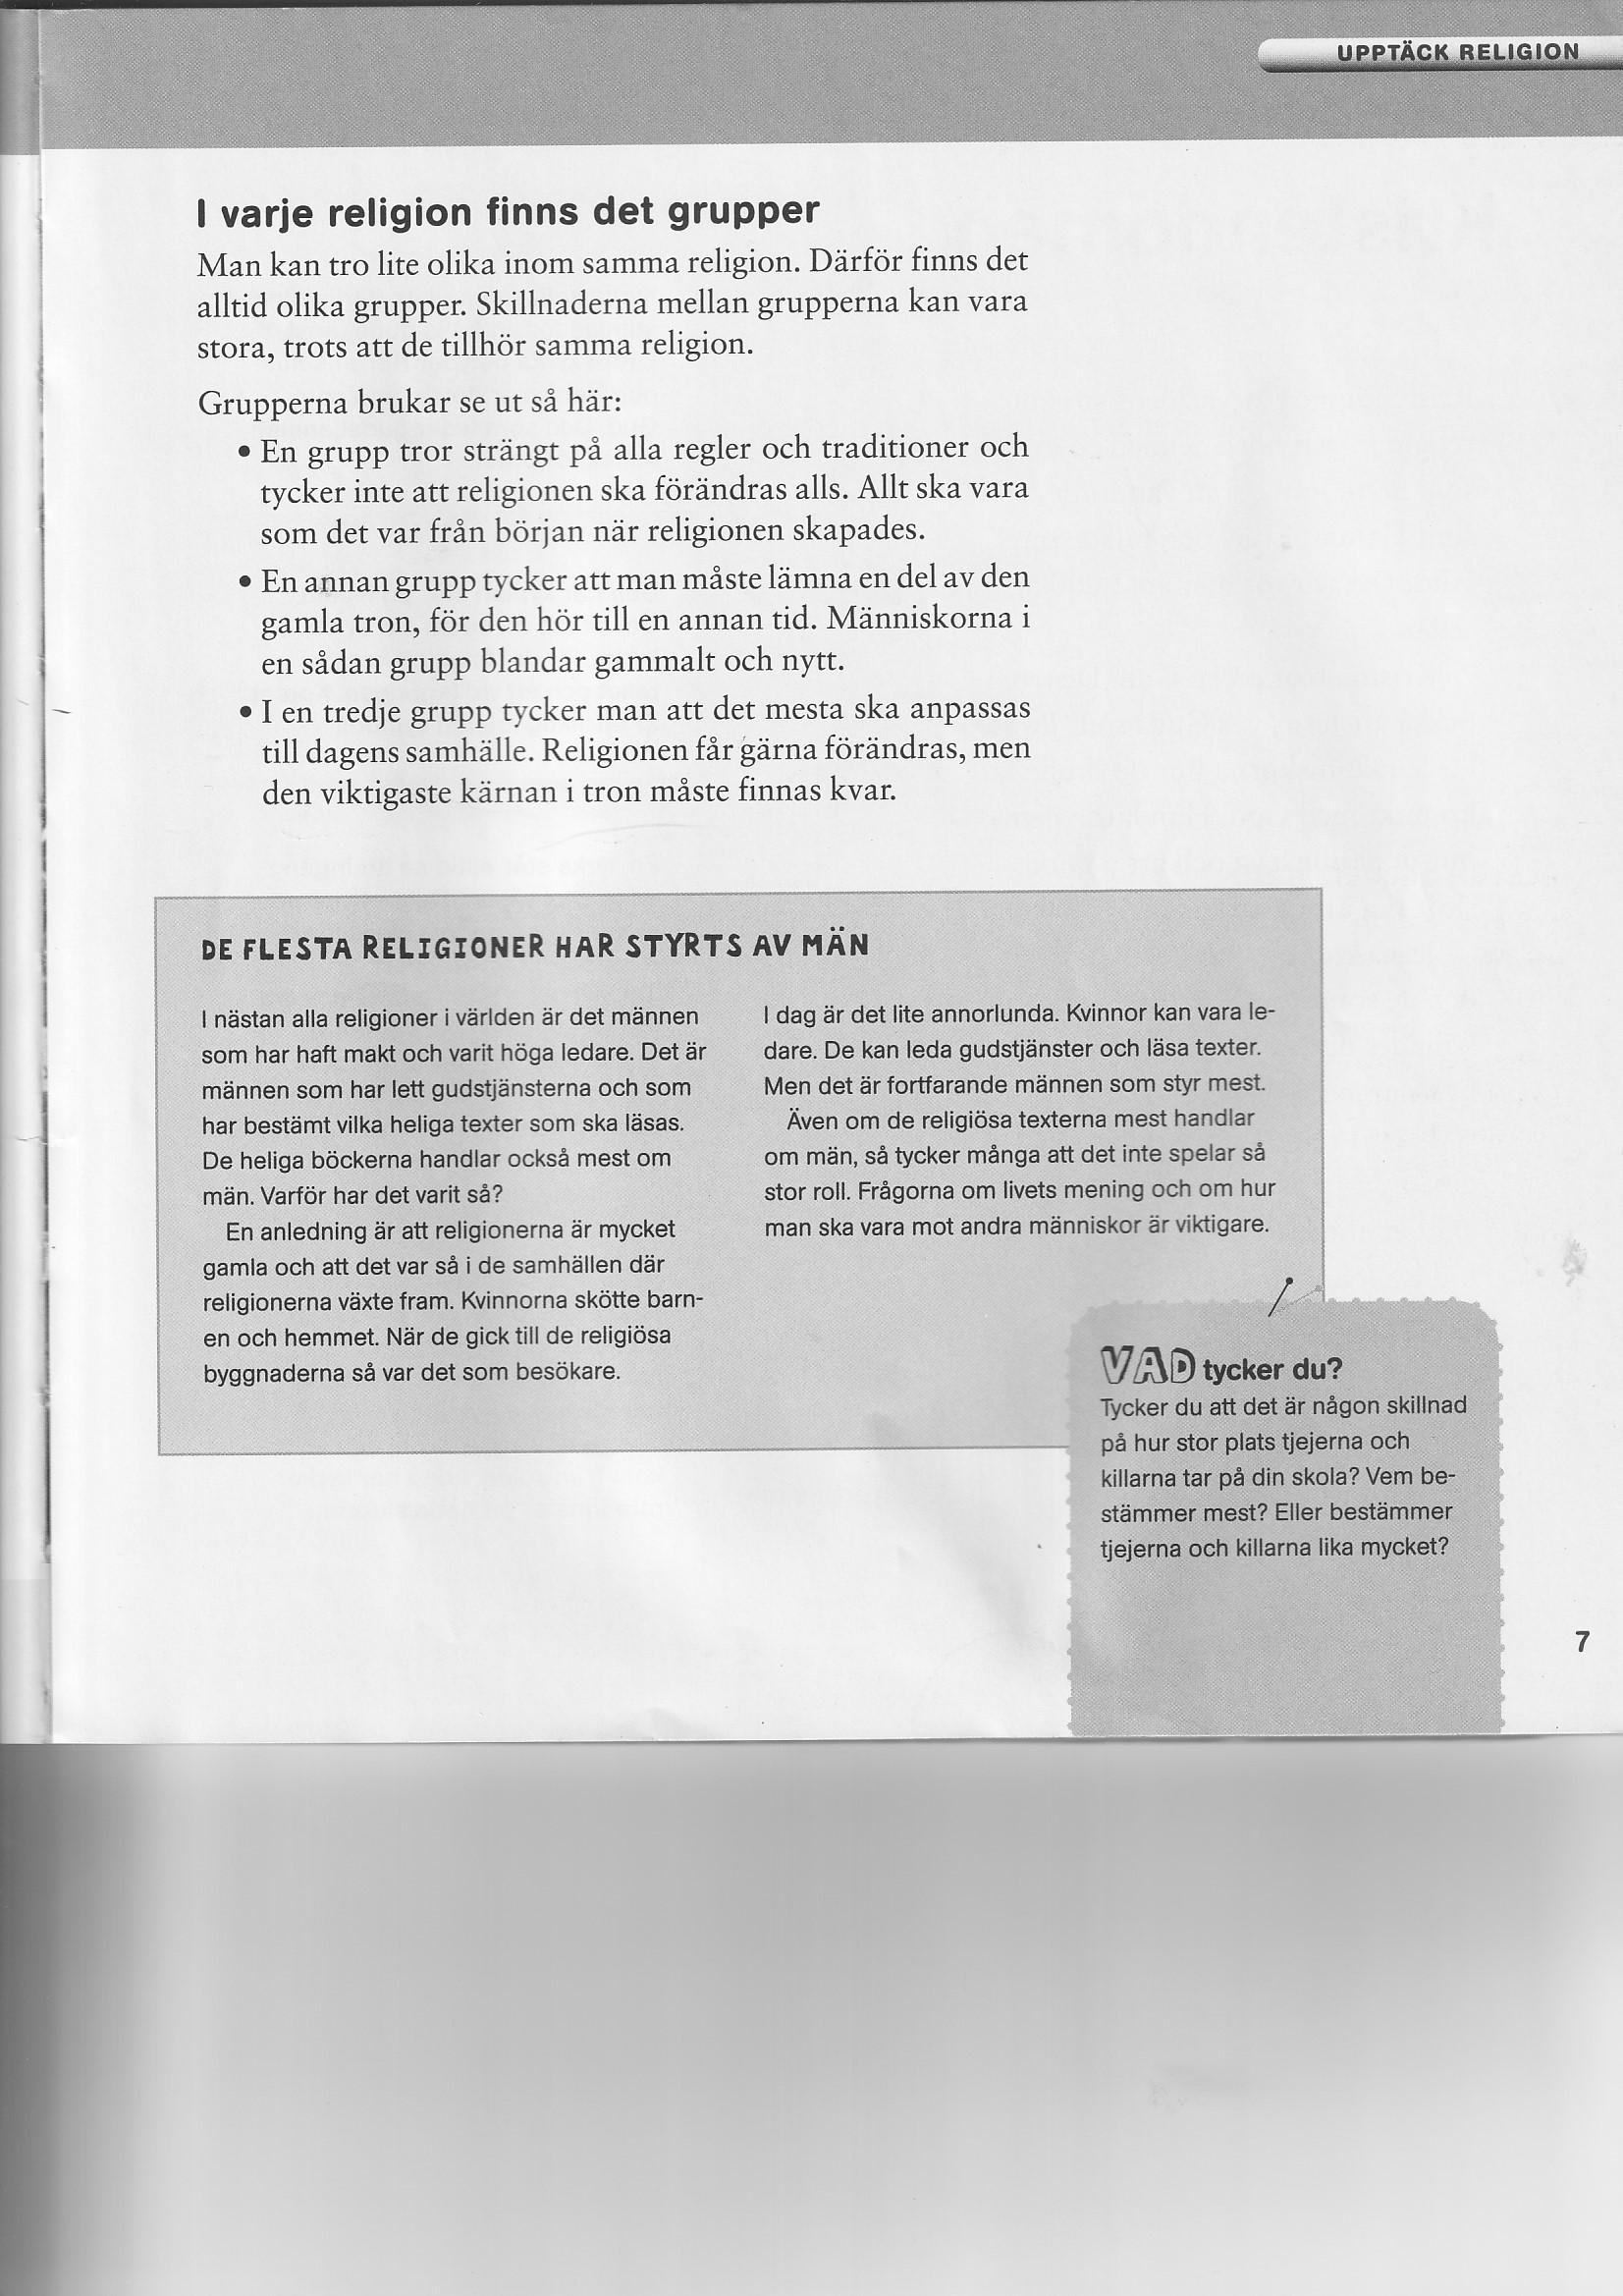 UPPTÄCK RELIGION
I varje religion finns det grupper
Man kan tro lite olika inom samma religion. Därför finns det
alltid olika grupper. Skillnaderna mellan grupperna kan vara
stora, trots att de tillhör samma religion.
Grupperna brukar se ut så här:
• En grupp tror strängt på alla regler och traditioner och
tycker inte att religionen ska förändras alls. Allt ska vara
som det var från början när religionen skapades.
• En annan grupp tycker att man måste lämna en del av den
gamla tron, för den hör till en annan tid. Människorna i
en sådan grupp blandar gammalt och nytt.
• I en tredje grupp tycker man att det mesta ska anpassas
till dagens samhälle. Religionen får gärna förändras, men
den viktigaste kärnan i tron måste finnas kvar.
DE FLESTA RELIGIONER HAR STYRTS AV MÄN
I nästan alla religioner i världen är det männen
som har haft makt och varit höga ledare. Det är
männen som har lett gudstjänsterna och som
har bestämt vilka heliga texter som ska läsas.
De heliga böckerna handlar också mest om
män. Varför har det varit så?
En anledning är att religionerna är mycket
gamla och att det var så i de samhällen där
religionerna växte fram. Kvinnorna skötte barn-
en och hemmet. När de gick till de religiösa
byggnaderna så var det som besökare.
I dag är det lite annorlunda. Kvinnor kan vara le-
dare. De kan leda gudstjänster och läsa texter.
Men det är fortfarande männen som styr mest.
Även om de religiösa texterna mest handlar
om män, så tycker många att det inte spelar så
stor roll. Frågorna om livets mening och om hur
man ska vara mot andra människor är viktigare.
VAD tycker du?
Tycker du att det är någon skillnad
på hur stor plats tjejerna och
killarna tar på din skola? Vem be-
stämmer mest? Eller bestämmer
tjejerna och killarna lika mycket?
7